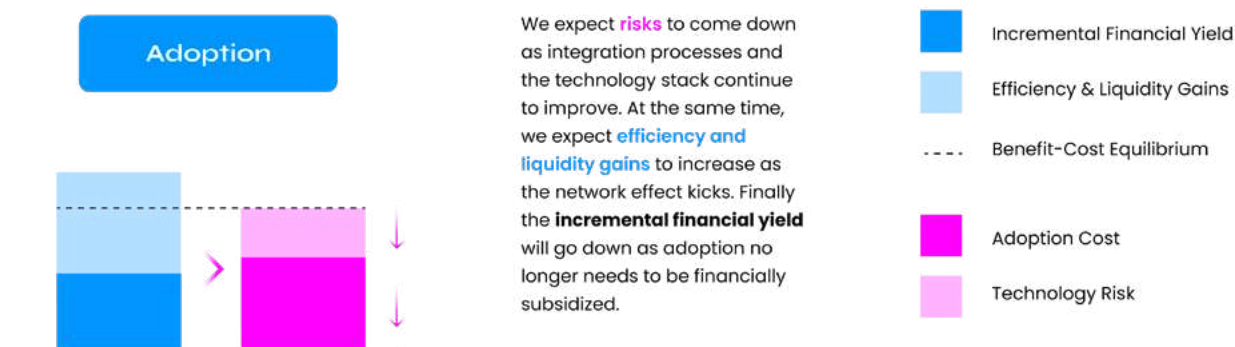 Adoption
We expect risks to come down
as integration processes and
the technology stack continue
to improve. At the same time,
we expect efficiency and
liquidity gains to increase as
the network effect kicks. Finally
the incremental financial yield
will go down as adoption no
longer needs to be financially
subsidized.
Incremental Financial Yield
Efficiency & Liquidity Gains
Benefit-Cost Equilibrium
Adoption Cost
Technology Risk